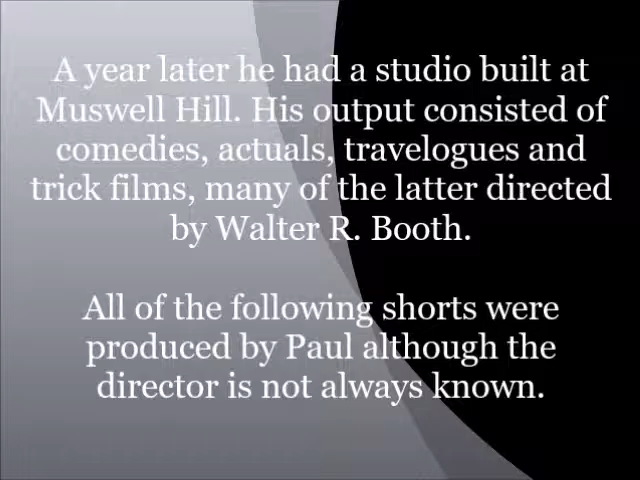 A year later he had a studio built at
Muswell Hill. His output consisted of
comedies, actuals, travelogues and
trick films, many of the latter directed
by Walter R. Booth.
All of the following shorts were
produced by Paul although the
director is not always known.